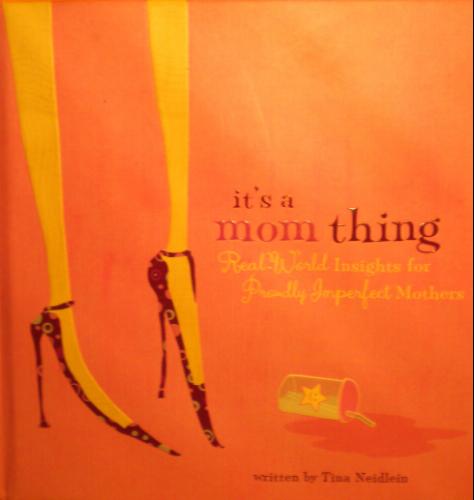 it's a
mom thing
Real-World Insights for
Proudly Imperfect Mothers
written by Tina Neidlein